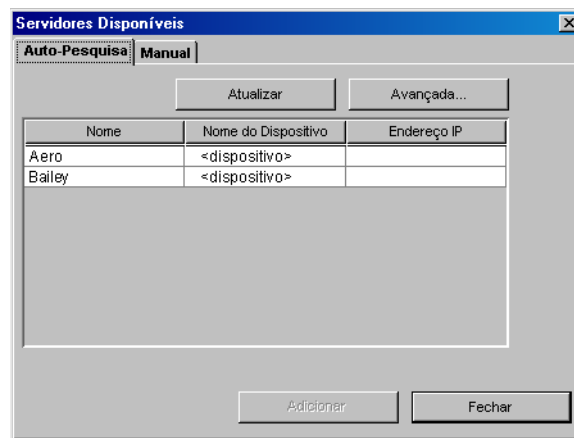 Servidores Disponíveis
Auto-Pesquisa Manual
Atualizar Avançada...
Nome Nome do Dispositivo Endereço IP
Aero <dispositivo>
Bailey <dispositivo>
Adicionar Fechar